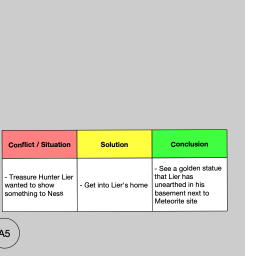 Conflict / Situation
Solution
Conclusion
- Treasure Hunter Lier
wanted to show
something to Ness
- Get into Lier's home
- See a golden statue
that Lier has
unearthed in his
basement next to
Meteorite site
A5